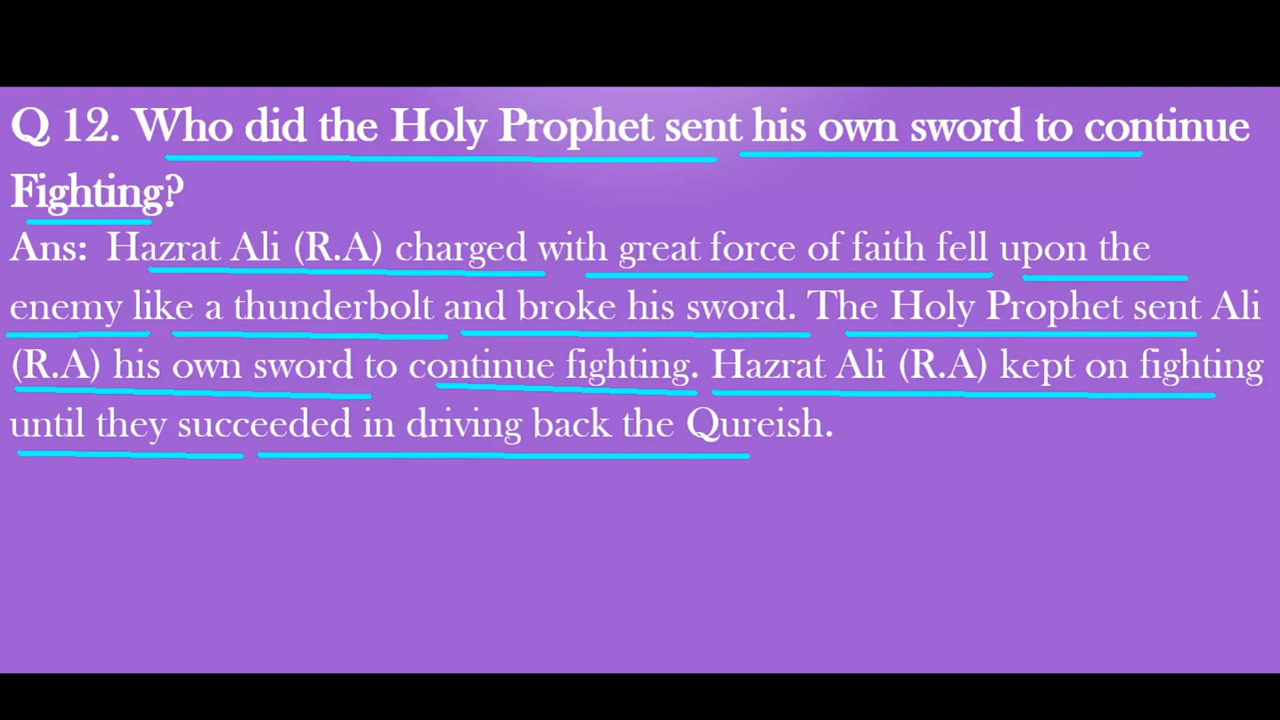 Q 12. Who did the Holy Prophet sent his own sword to continue
Fighting?
Ans: Hazrat Ali (R.A) charged with great force of faith fell upon the
enemy like a thunderbolt and broke his sword. The Holy Prophet sent Ali
(R.A) his own sword to continue fighting. Hazrat Ali (R.A) kept on fighting
until they succeeded in driving back the Qureish.